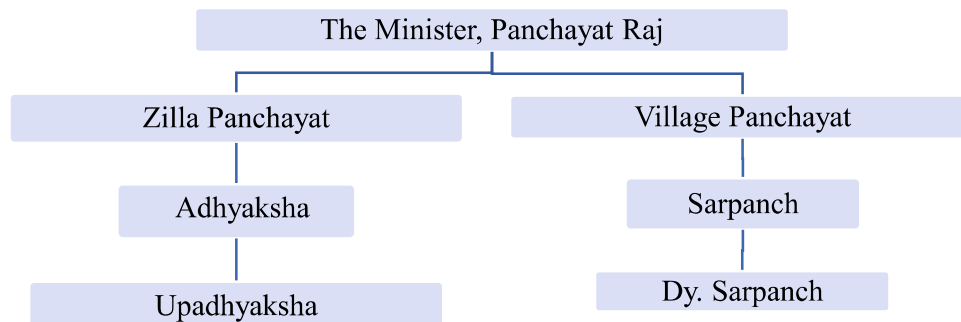 The Minister, Panchayat Raj
Zilla Panchayat
Village Panchayat
Adhyaksha
Sarpanch
Upadhyaksha
Dy. Sarpanch